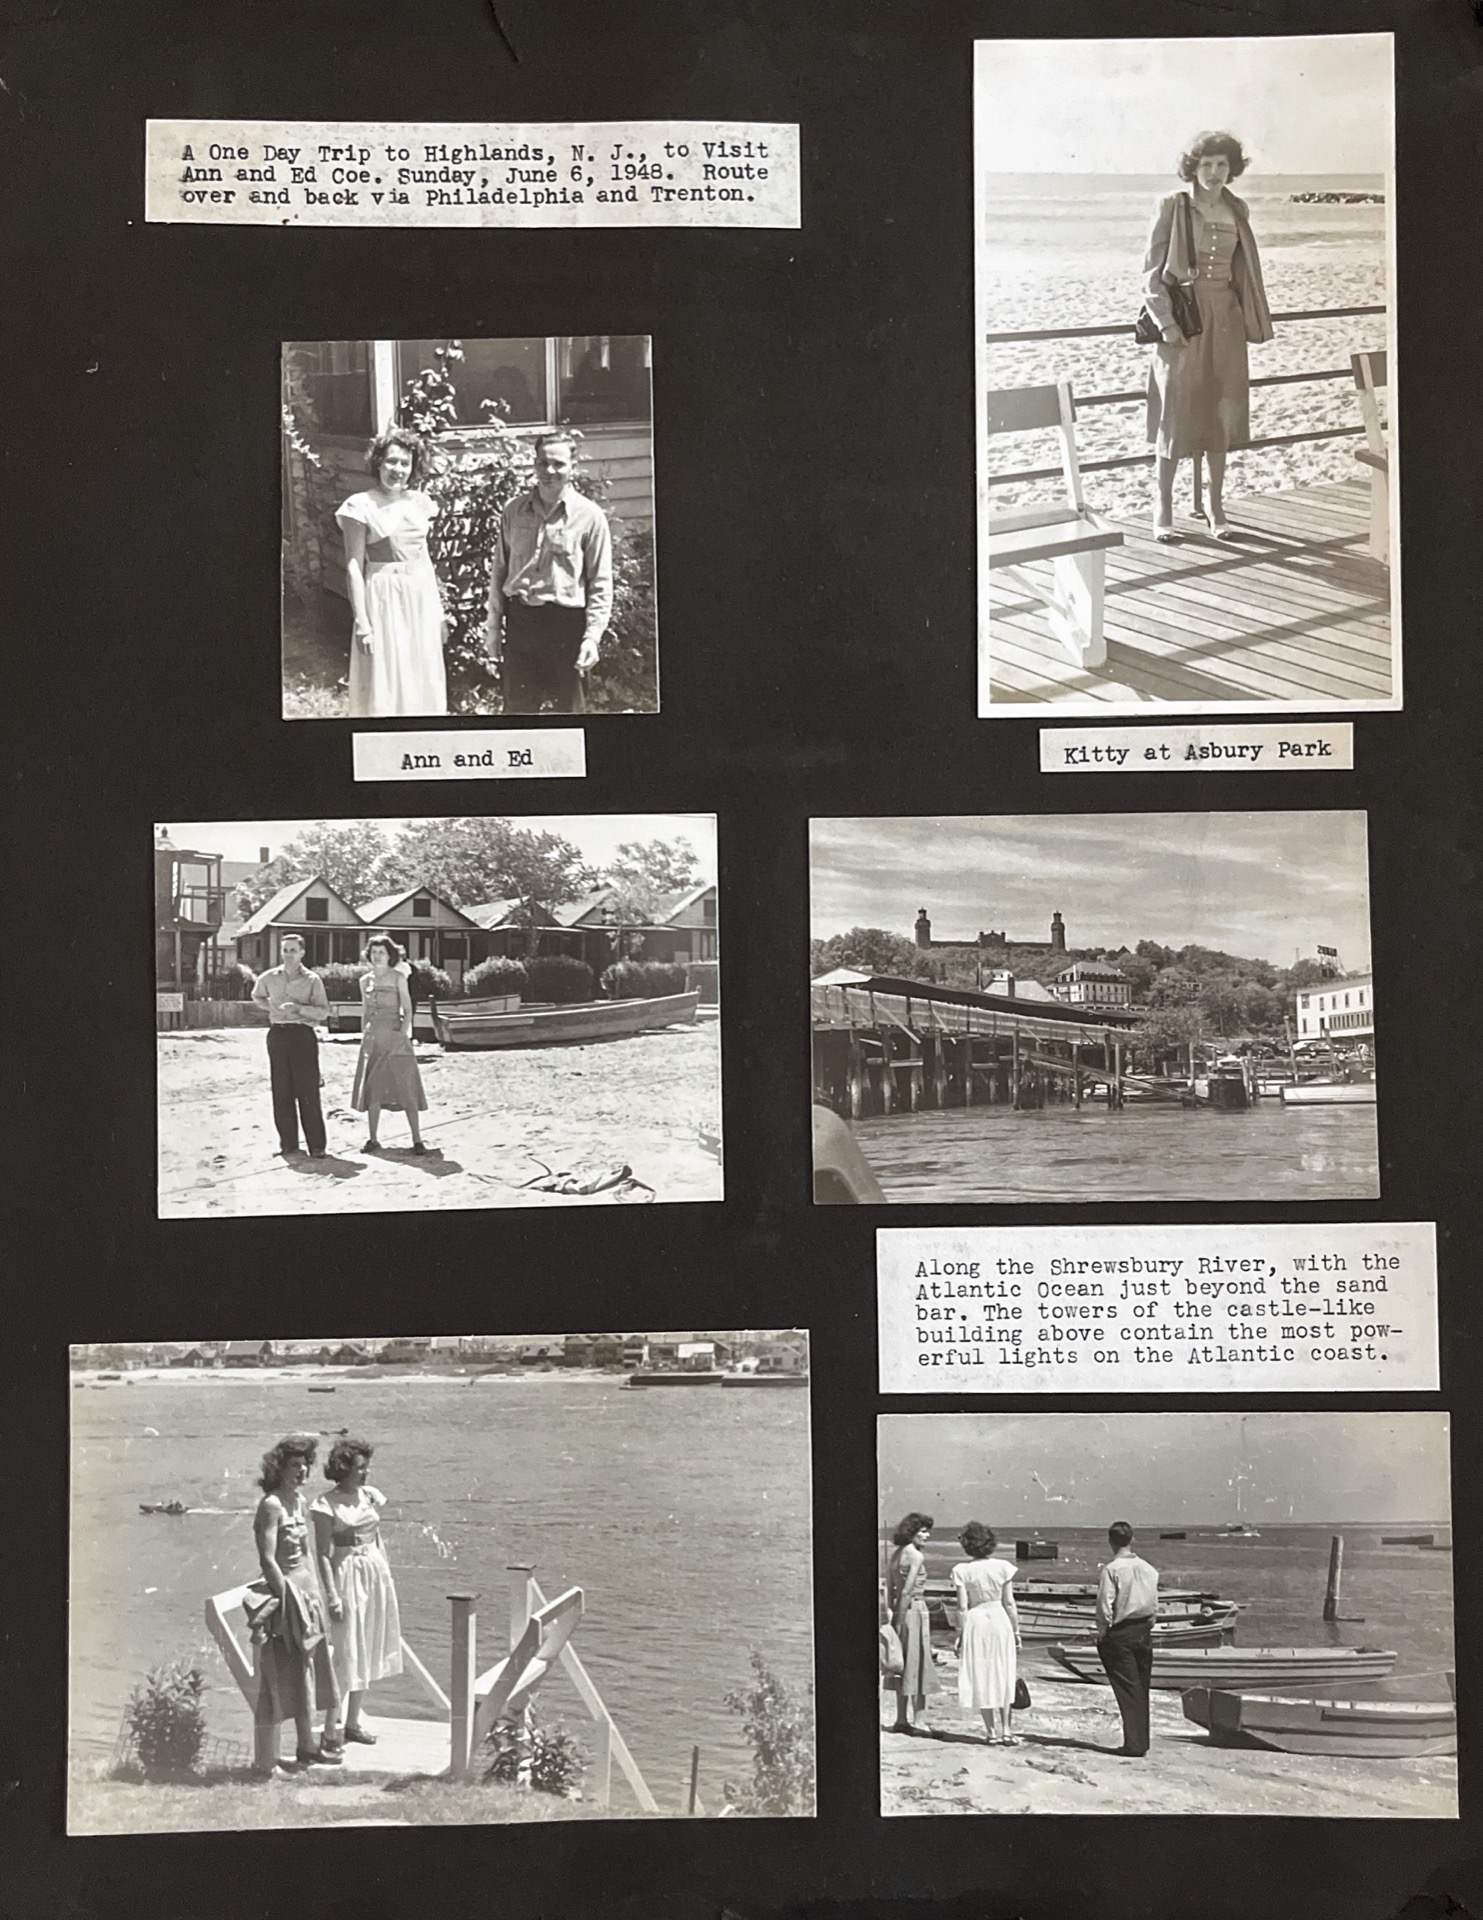 A One Day Trip to Highlands, N. J., to Visit
Ann and Ed Coe. Sunday, June 6, 1948.  Route
over and back via Philadelphia and Trenton.
Ann and Ed
Kitty at Asbury Park
Along the Shrewsbury River, with the
Atlantic Ocean just beyond the sand
bar. The towers of the castle-like
building above contain the most pow-
erful lights on the Atlantic coast.